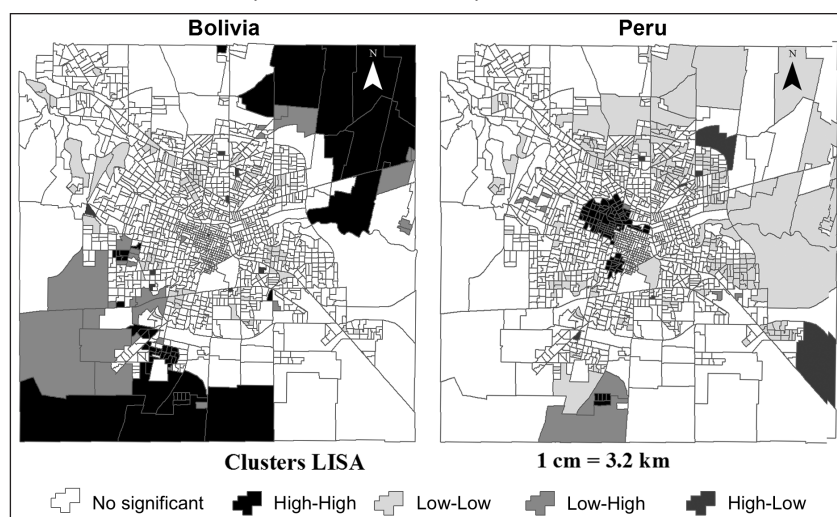 Bolivia
Peru
N
N
Clusters LISA
1 cm = 3.2 km
No significant
High-High
Low-Low
Low-High
High-Low